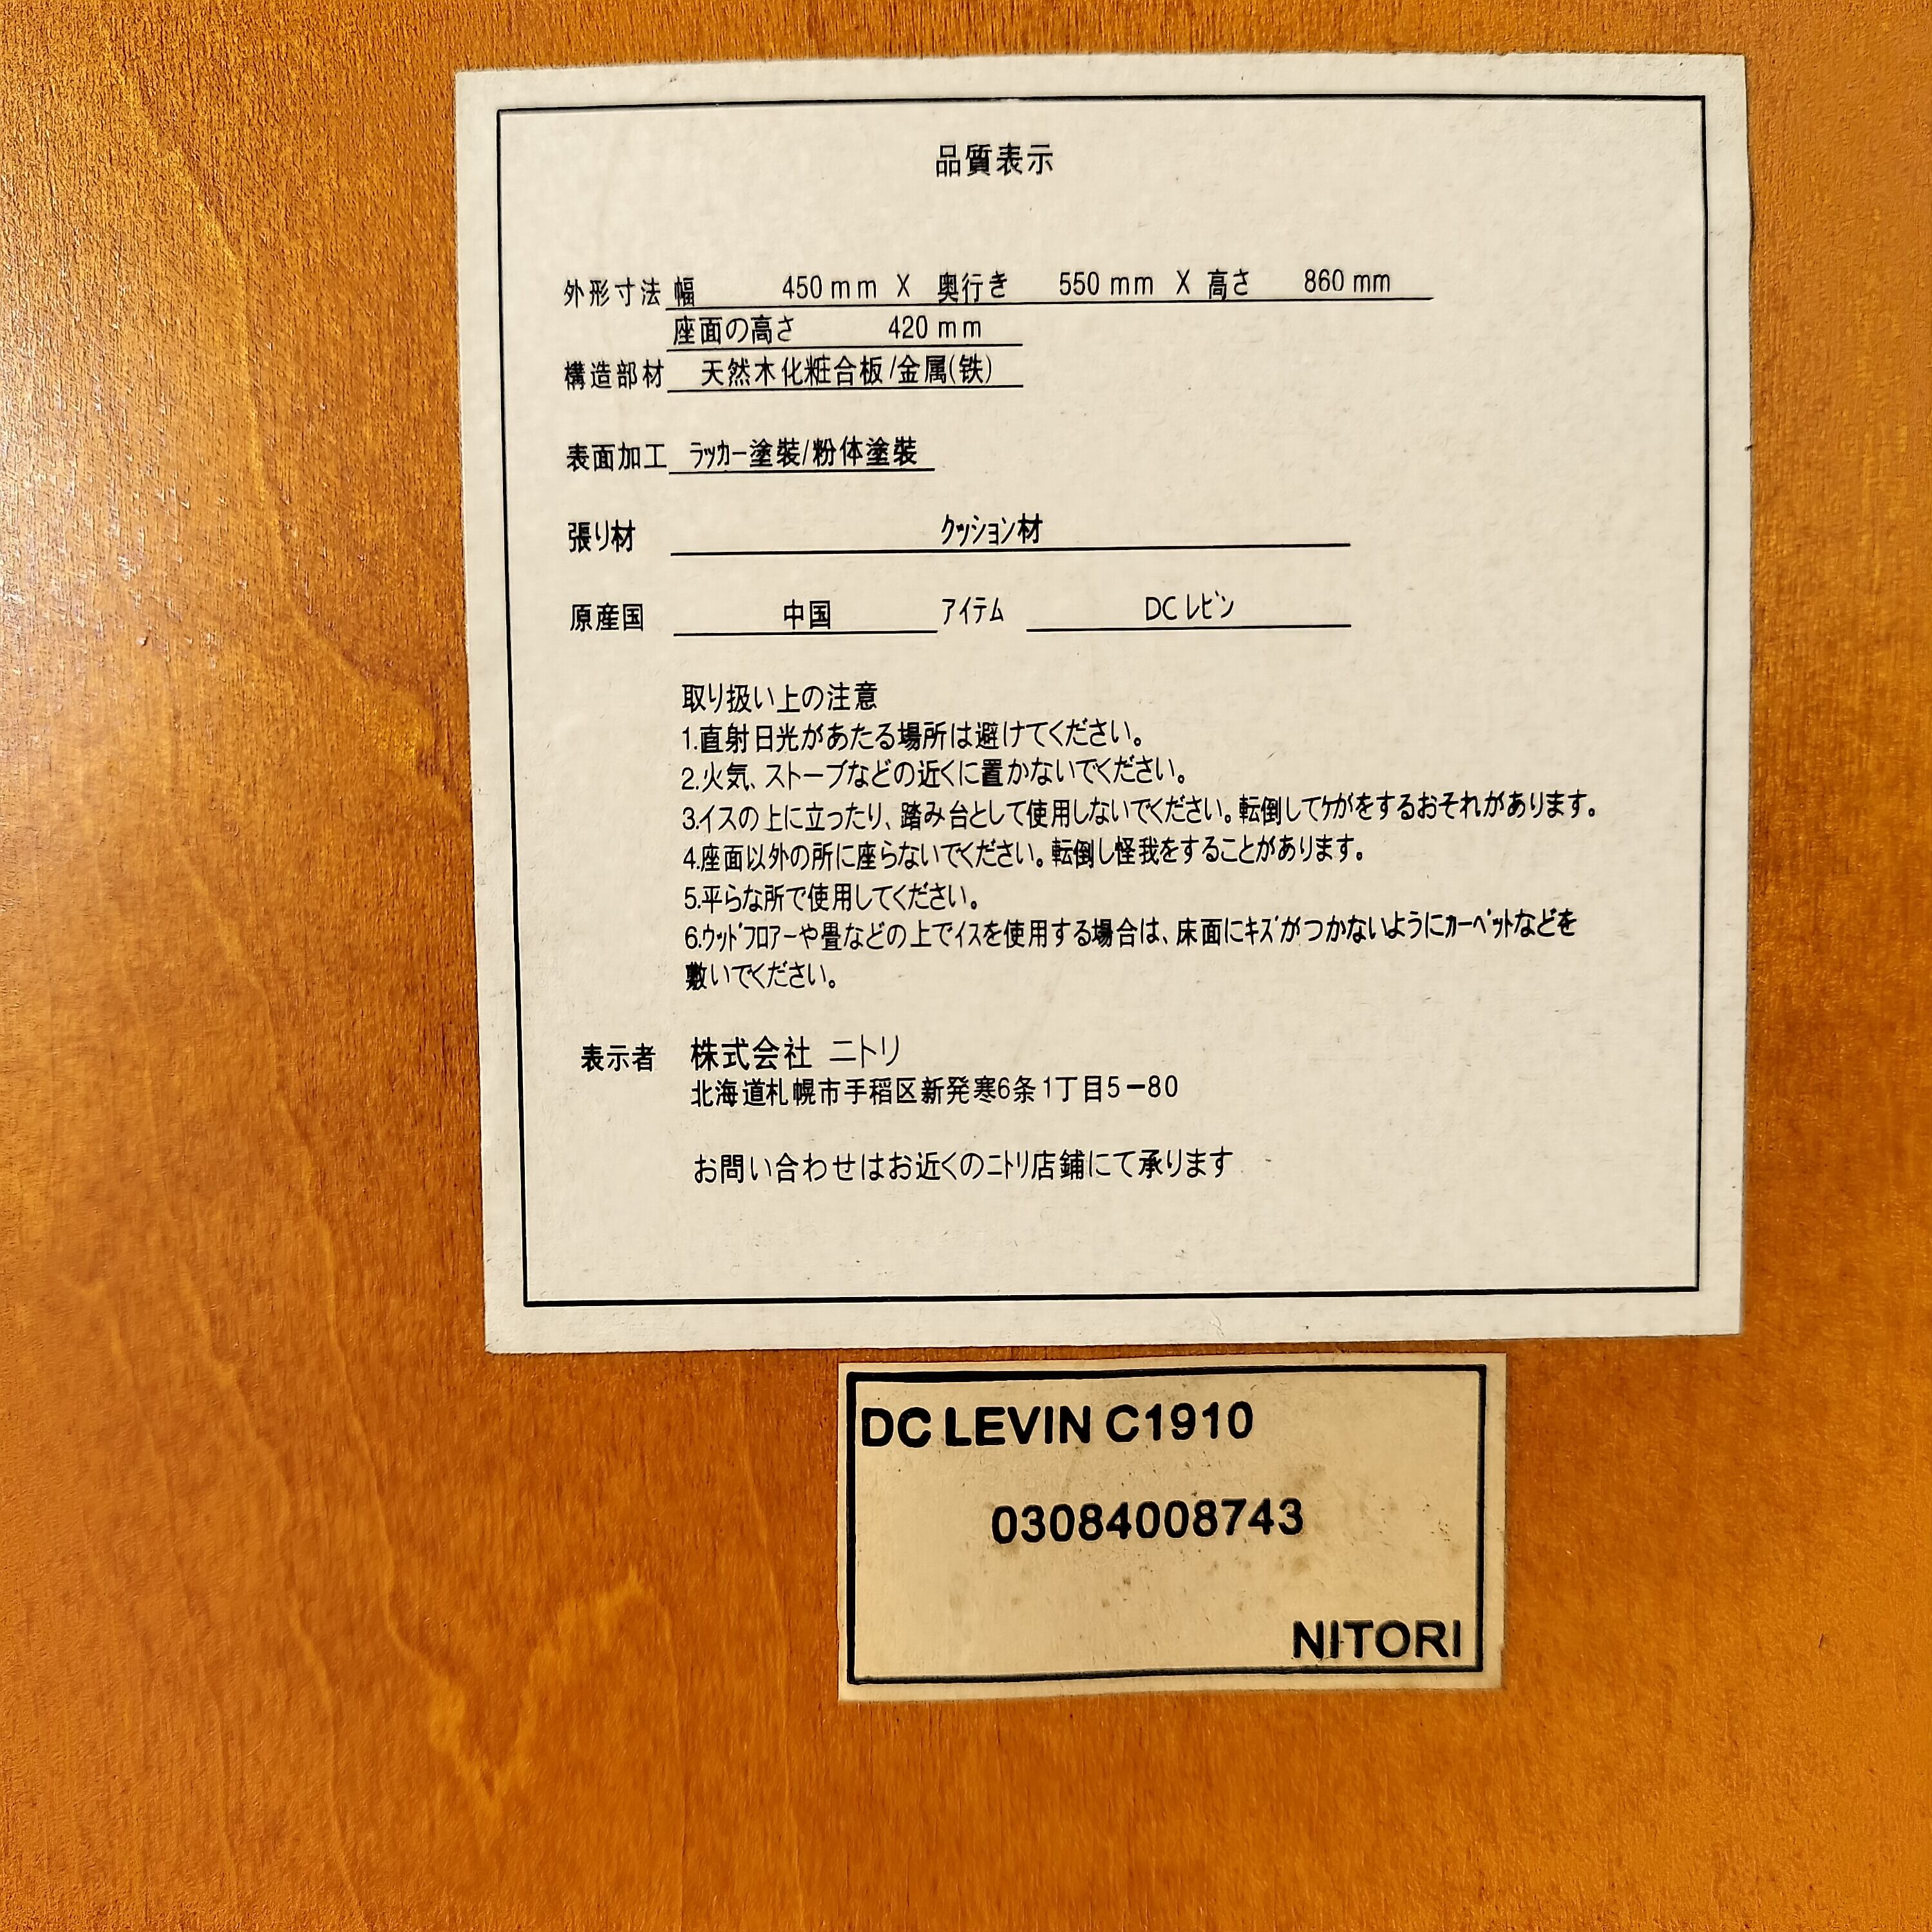 品質表示
外形寸法 幅 450mm X 奥行き 550mm X 高さ 860mm
座面の高さ 420mm
構造部材 天然木化粧合板/金属(铁)
表面加工 ﾗｯｶｰ塗装/粉体塗装
張り材 ｸｯｼｮﾝ材
原産国 中国 ｱｲﾃﾑ DC ﾚﾋﾞﾝ
取り扱い上の注意
1.直射日光があたる場所は避けてください。
2.火気、ストーブなどの近くに置かないでください。
3.イスの上に立ったり、踏み台として使用しないでください。転倒してｹがをするおそれがあります。
4.座面以外の所に座らないでください。転倒し怪我をすることがあります。
5.平らな所で使用してください。
6.ｳｯﾄﾞﾌﾛｱｰや畳などの上でｲｽを使用する場合は、床面にｷｽﾞがつかないようにｶｰﾍﾟｯﾄなどを
敷いでください。
表示者 株式会社 ニトリ
北海道札幌市手稲区新発寒6条1丁目5-80
お問い合わせはお近くのﾆﾄﾘ店鋪にて承ります
DC LEVIN C1910
03084008743
NITORI